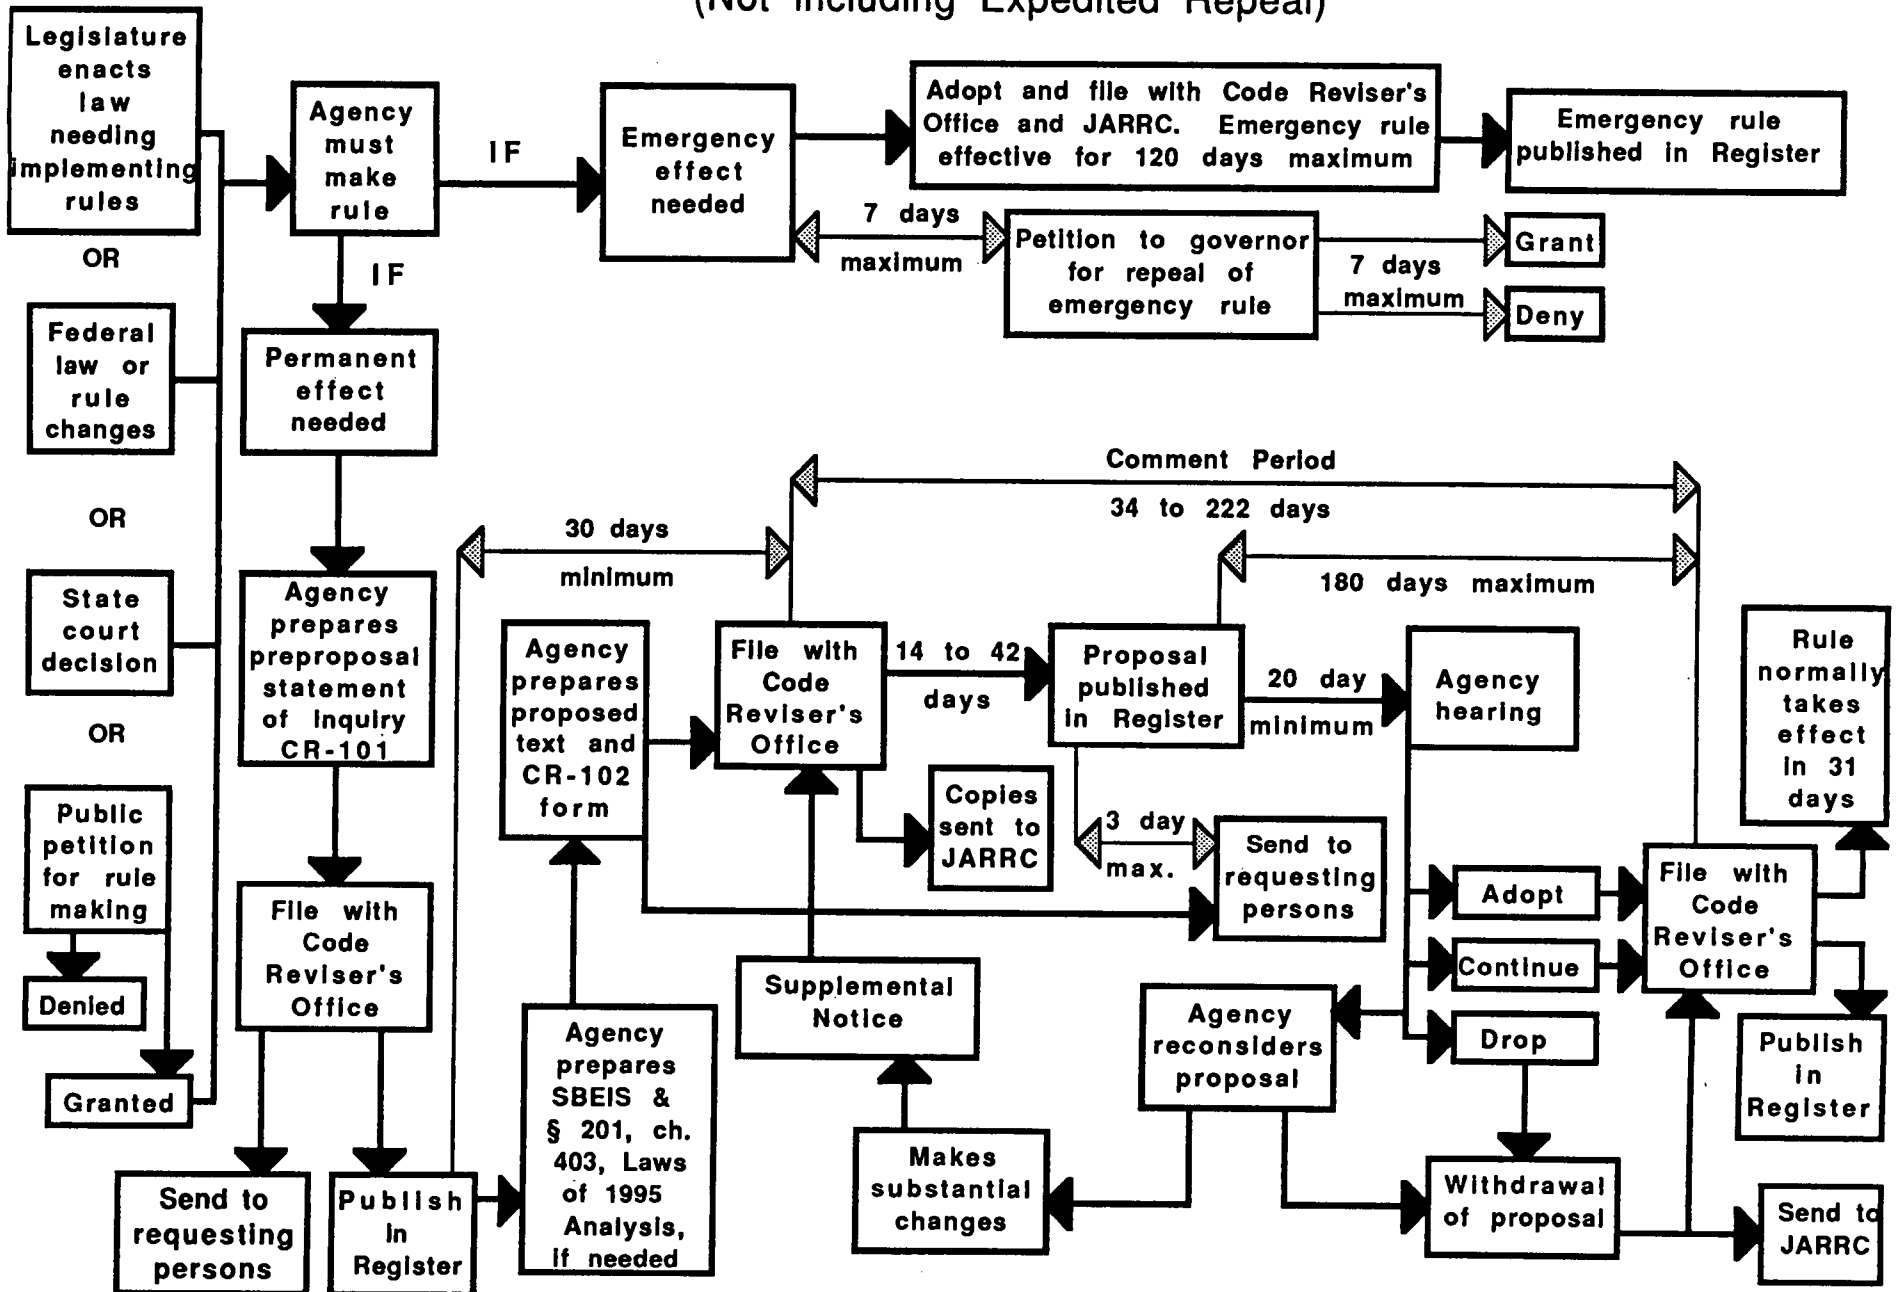 (Not Including Expedited Repeal)
Legislature
enacts
law
needing
implementing
rules
OR
Federal
law or
rule
changes
OR
State
court
decision
OR
Public
petition
for rule
making
Denied
Granted
Agency
must
make
rule
IF
IF
Emergency
effect
needed
Adopt and file with Code Reviser's
Office and JARRC. Emergency rule
effective for 120 days maximum
Emergency rule
published in Register
7 days
maximum
Petition to governor
for repeal of
emergency rule
7 days
maximum
Grant
Deny
Permanent
effect
needed
Agency
prepares
preproposal
statement
of inquiry
CR-101
File with
Code
Reviser's
Office
Send to
requesting
persons
Publish
in
Register
30 days
minimum
Agency
prepares
SBEIS &
§ 201, ch.
403, Laws
of 1995
Analysis,
if needed
Agency
prepares
proposed
text and
CR-102
form
File with
Code
Reviser's
Office
Copies
sent to
JARRC
14 to 42
days
Comment Period
34 to 222 days
180 days maximum
Proposal
published
in Register
20 day
minimum
Agency
hearing
3 day
max.
Send to
requesting
persons
Adopt
Continue
Drop
File with
Code
Reviser's
Office
Rule
normally
takes
effect
in 31
days
Publish
in
Register
Supplemental
Notice
Agency
reconsiders
proposal
Makes
substantial
changes
Withdrawal
of proposal
Send to
JARRC